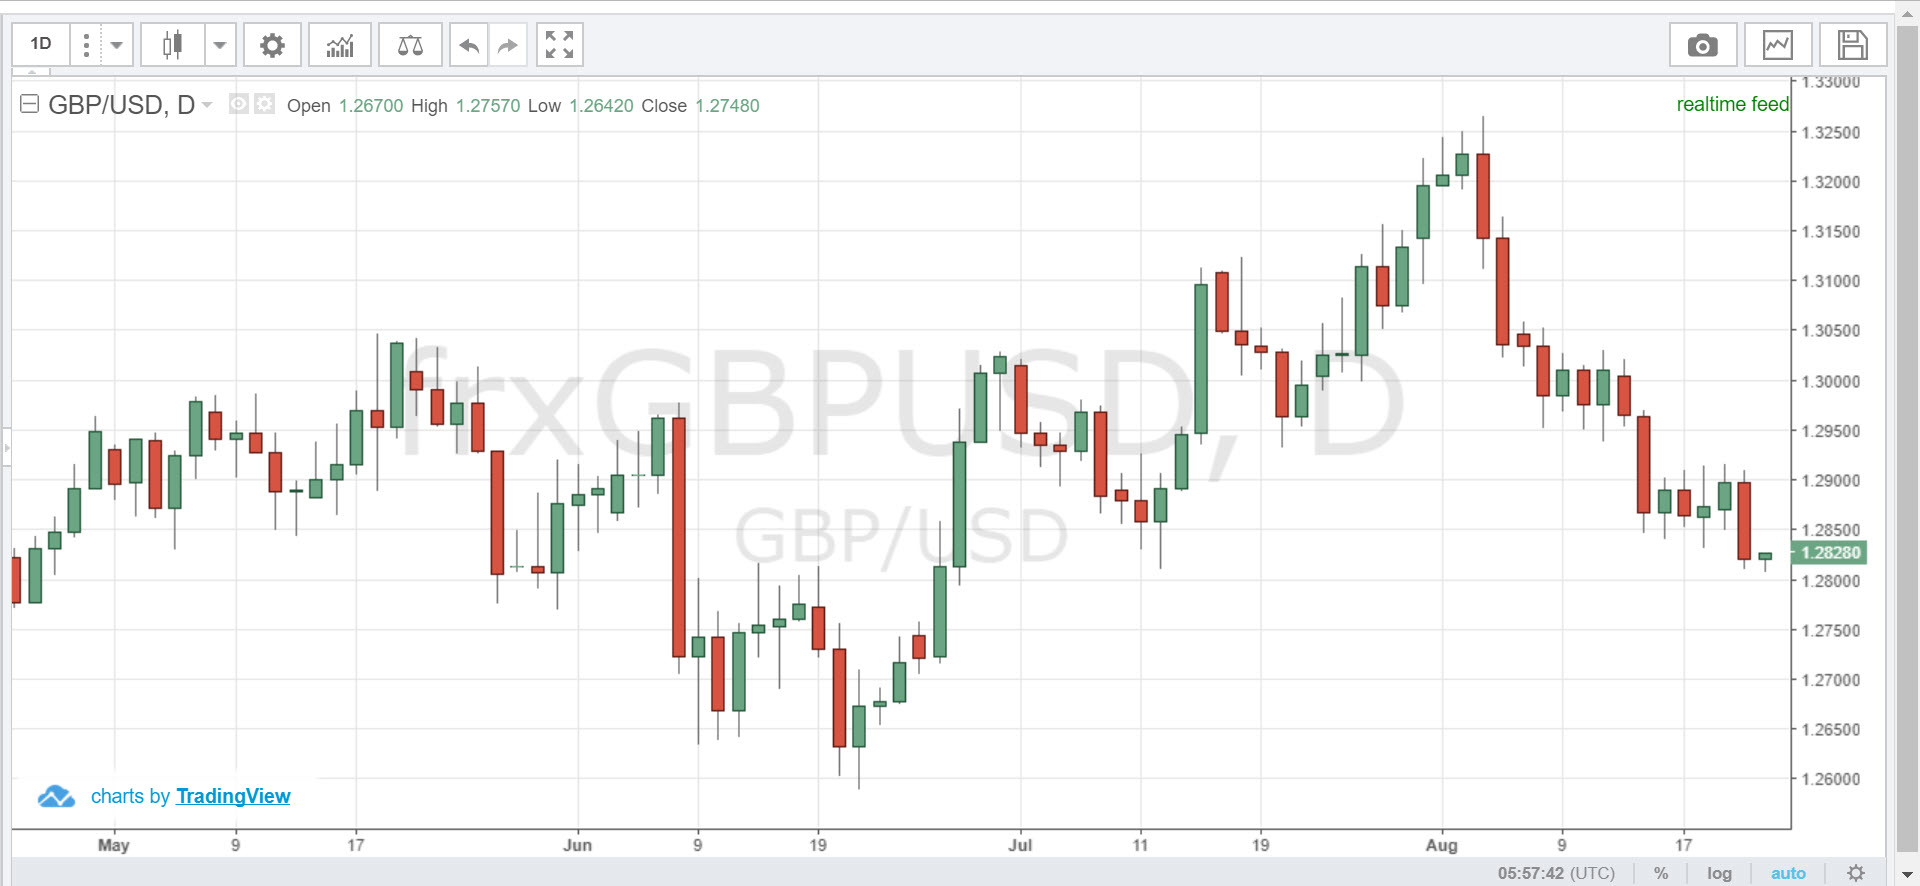 1D
GBP/USD, D Open 1.26700 High 1.27570 Low 1.26420 Close 1.27480
realtime feed
frxGBPUSD, D
GBP/USD
1.33000
1.32500
1.32000
1.31500
1.31000
1.30500
1.30000
1.29500
1.29000
1.28500
1.28280
1.28000
1.27500
1.27000
1.26500
1.26000
charts by TradingView
May 9 17 Jun 9 19 Jul 11 19 Aug 9 17
05:57:42 (UTC) % log auto